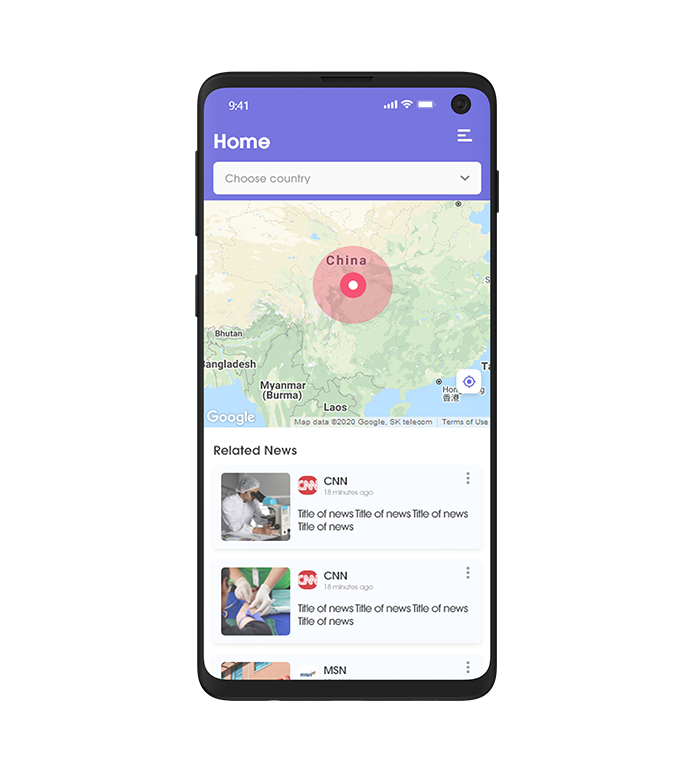 9:41
Home
Choose country
China
Bhutan
Bangladesh
Myanmar
(Burma)
Laos
香港
Google
Map data ©2020 Google, SK telecom
Terms of Use
Related News
CNN
CNN
18 minutes ago
Title of news Title of news Title of news
Title of news
CNN
CNN
18 minutes ago
Title of news Title of news Title of news
Title of news
msn
MSN